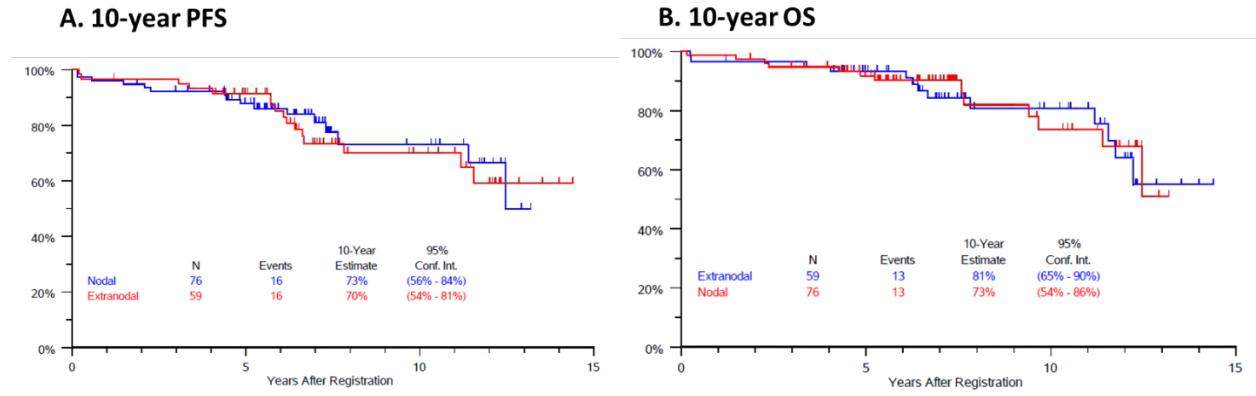 A. 10-year PFS
100%
80%
60%
40%
20%
0%
10-Year 95%
N Events Estimate Conf. Int.
Nodal 76 16 73% (56% - 84%)
Extranodal 59 16 70% (54% - 81%)
0 5 10 15
Years After Registration
B. 10-year OS
100%
80%
60%
40%
20%
0%
10-Year 95%
N Events Estimate Conf. Int.
Extranodal 59 13 81% (65% - 90%)
Nodal 76 13 73% (54% - 86%)
0 5 10 15
Years After Registration